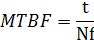 MTBF = t/Nf